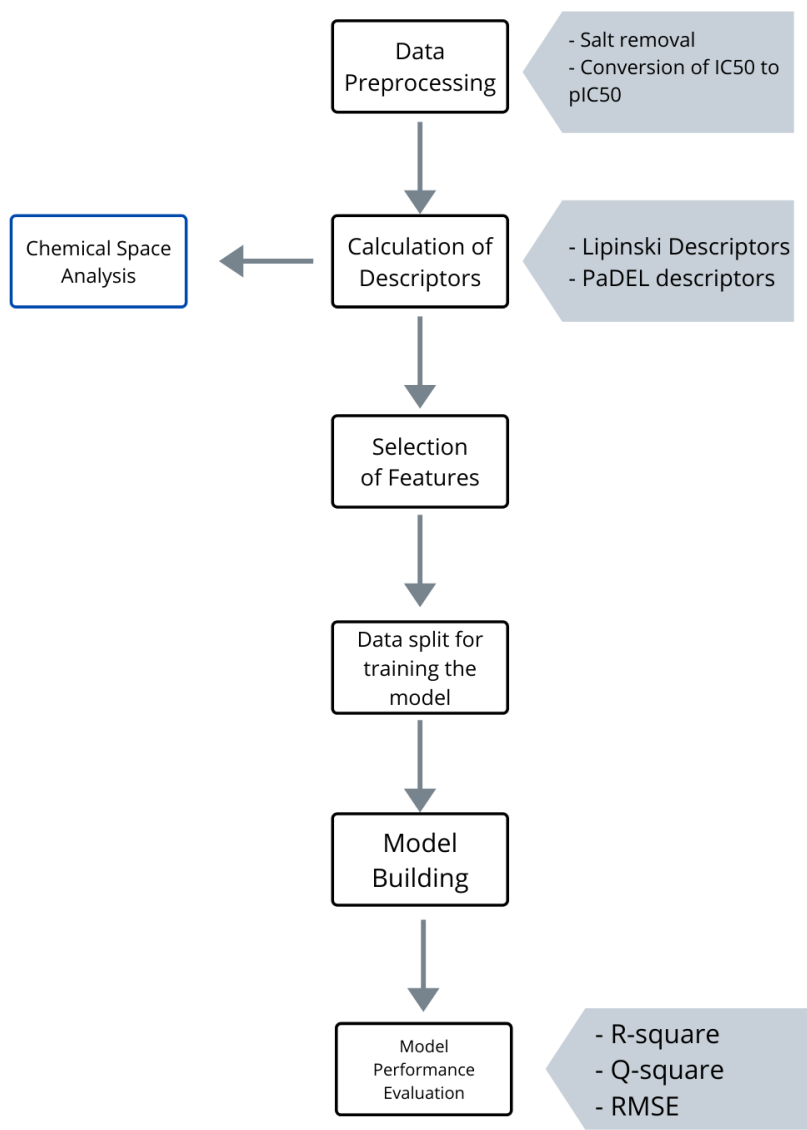 Data
Preprocessing
- Salt removal
- Conversion of IC50 to
pIC50
Chemical Space
Analysis
Calculation of
Descriptors
- Lipinski Descriptors
- PaDEL descriptors
Selection
of Features
Data split for
training the
model
Model
Building
Model
Performance
Evaluation
- R-square
- Q-square
- RMSE